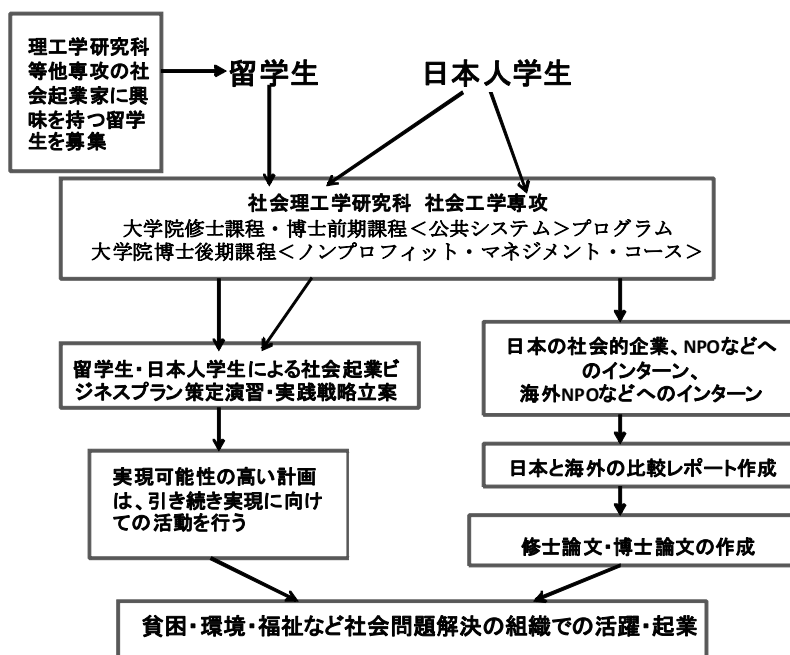 理工学研究科
等他専攻の社
会起業家に興
味を持つ留学
生を募集
留学生
日本人学生
社会理工学研究科 社会工学専攻
大学院修士課程・博士前期課程＜公共システム＞プログラム
大学院博士後期課程＜ノンプロフィット・マネジメント・コース＞
留学生・日本人学生による社会起業ビ
ジネスプラン策定演習・実践戦略立案
日本の社会的企業、NPOなどへ
のインターン、
海外NPOなどへのインターン
実現可能性の高い計画
は、引き続き実現に向け
ての活動を行う
日本と海外の比較レポート作成
修士論文・博士論文の作成
貧困・環境・福祉など社会問題解決の組織での活躍・起業